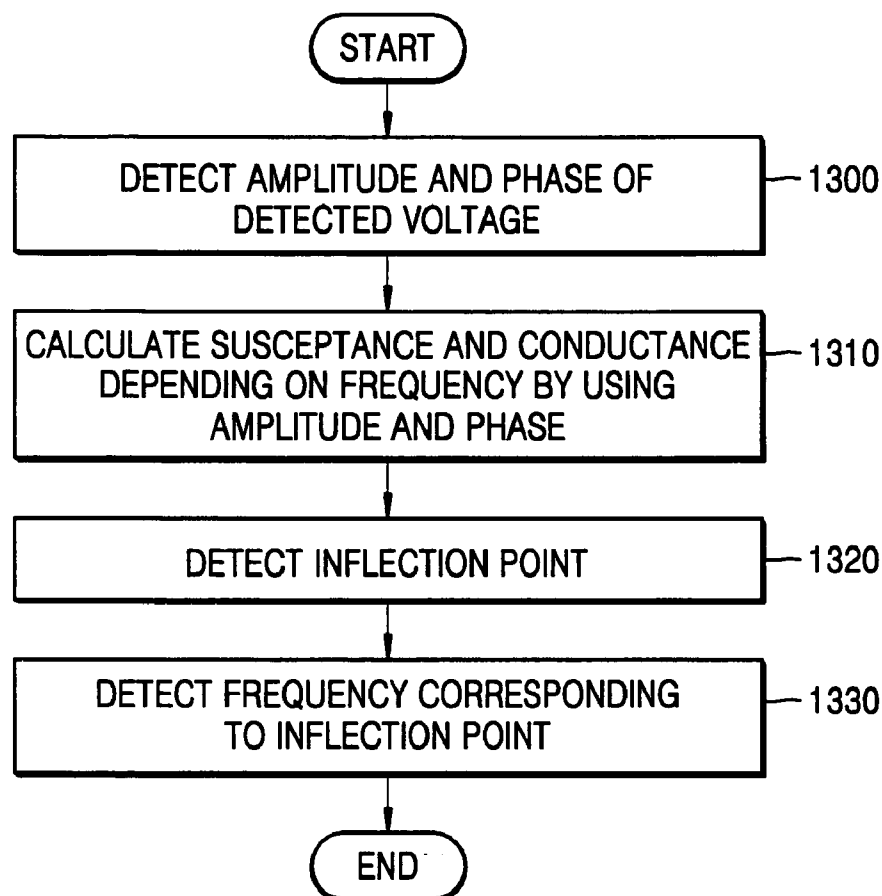 START
DETECT AMPLITUDE AND PHASE OF
DETECTED VOLTAGE
1300
CALCULATE SUSCEPTANCE AND CONDUCTANCE
DEPENDING ON FREQUENCY BY USING
AMPLITUDE AND PHASE
1310
DETECT INFLECTION POINT
1320
DETECT FREQUENCY CORRESPONDING
TO INFLECTION POINT
1330
END